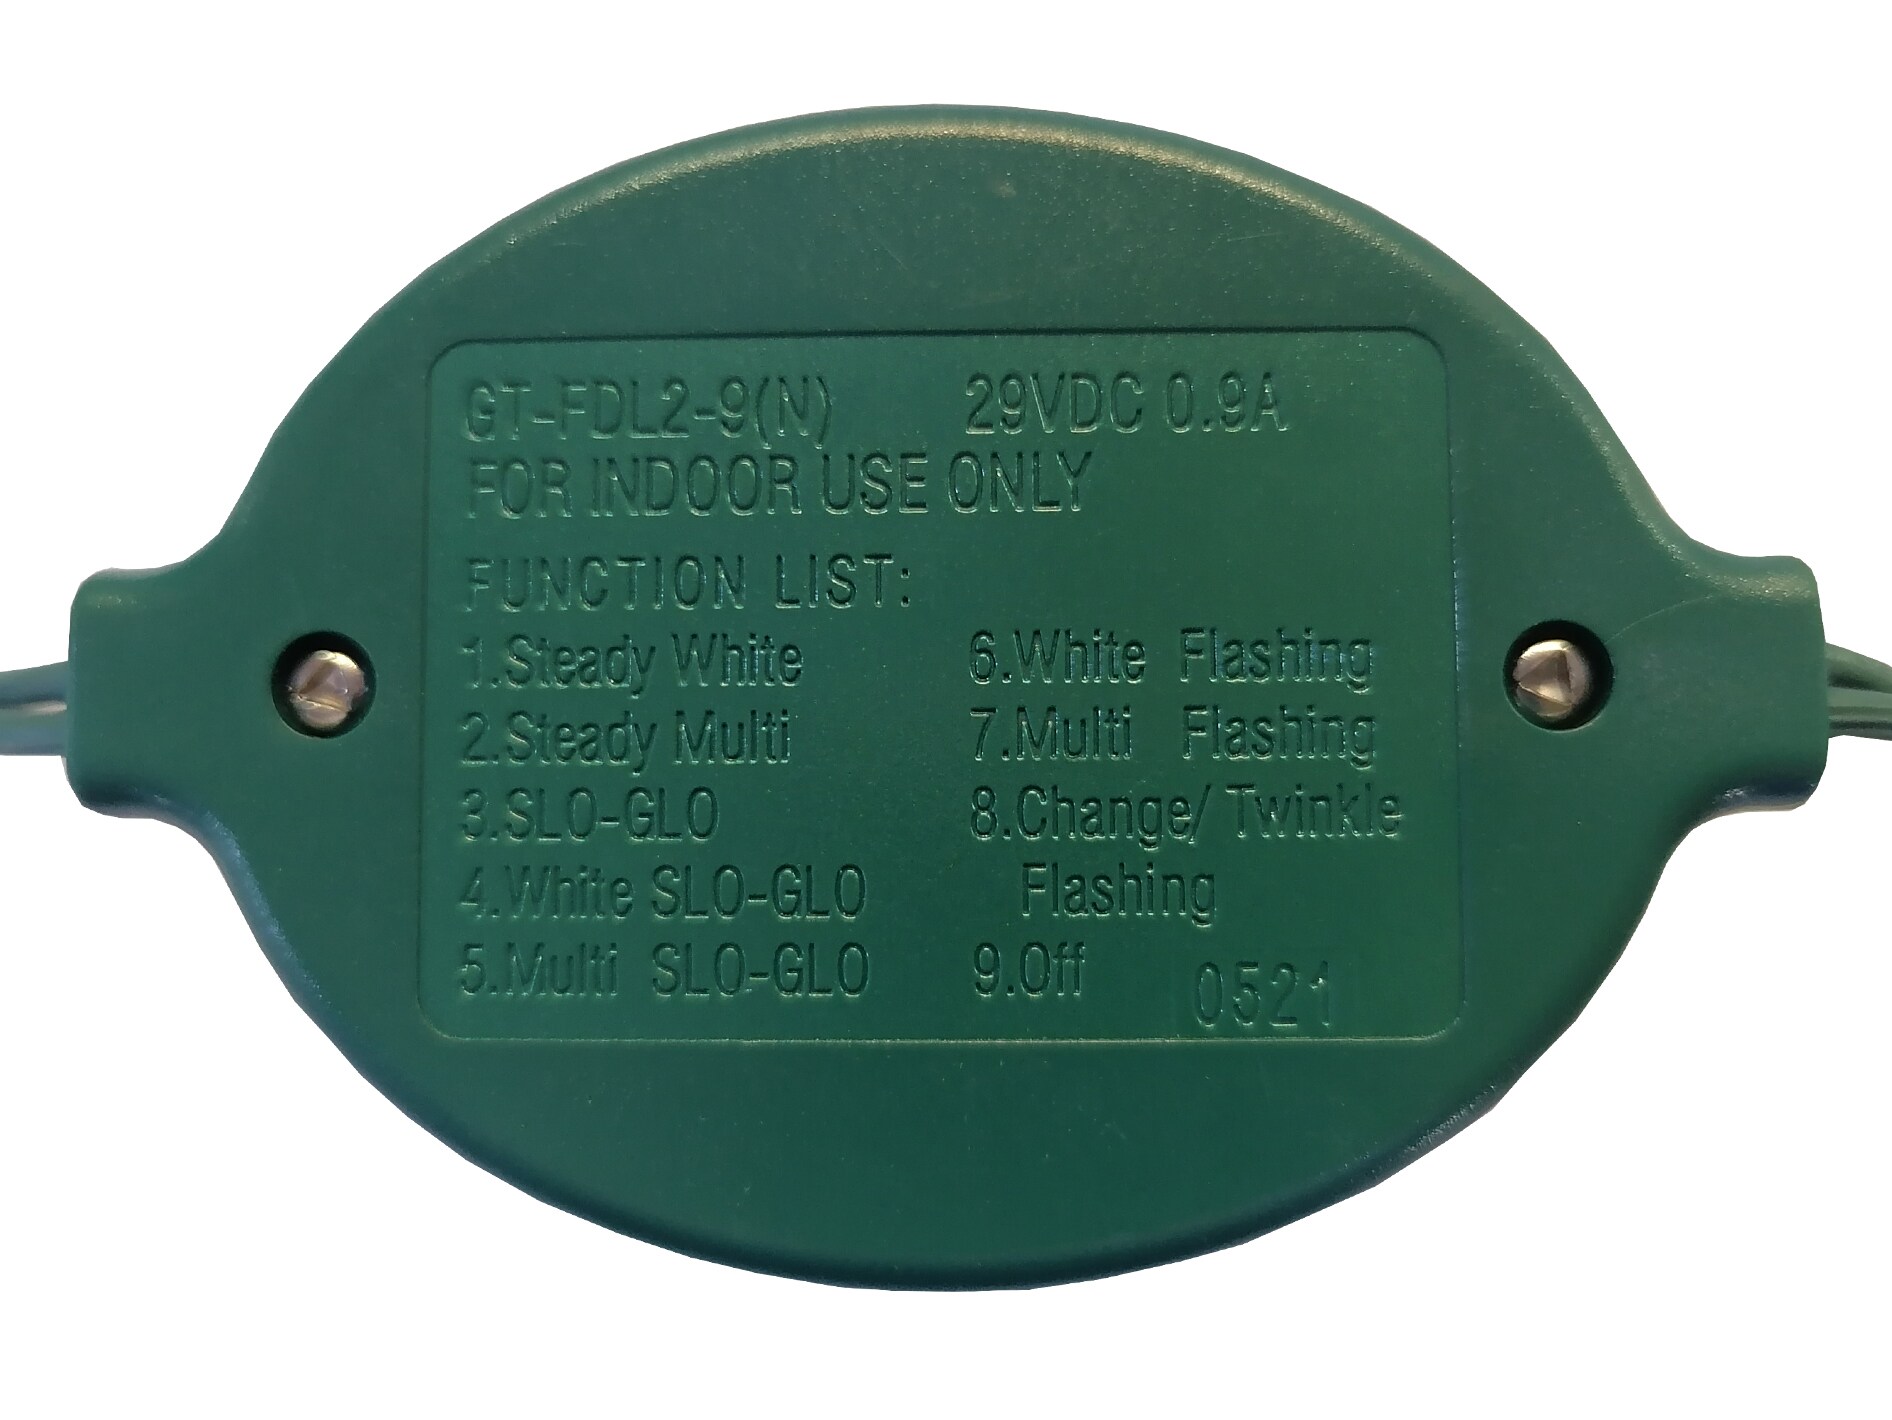 GT-FDL2-9(N) 29VDC 0.9A
FOR INDOOR USE ONLY
FUNCTION LIST:
1.Steady White
2.Steady Multi
3.SLO-GLO
4.White SLO-GLO
5.Multi SLO-GLO
6.White Flashing
7.Multi Flashing
8.Change/ Twinkle
Flashing
9.Off
0521